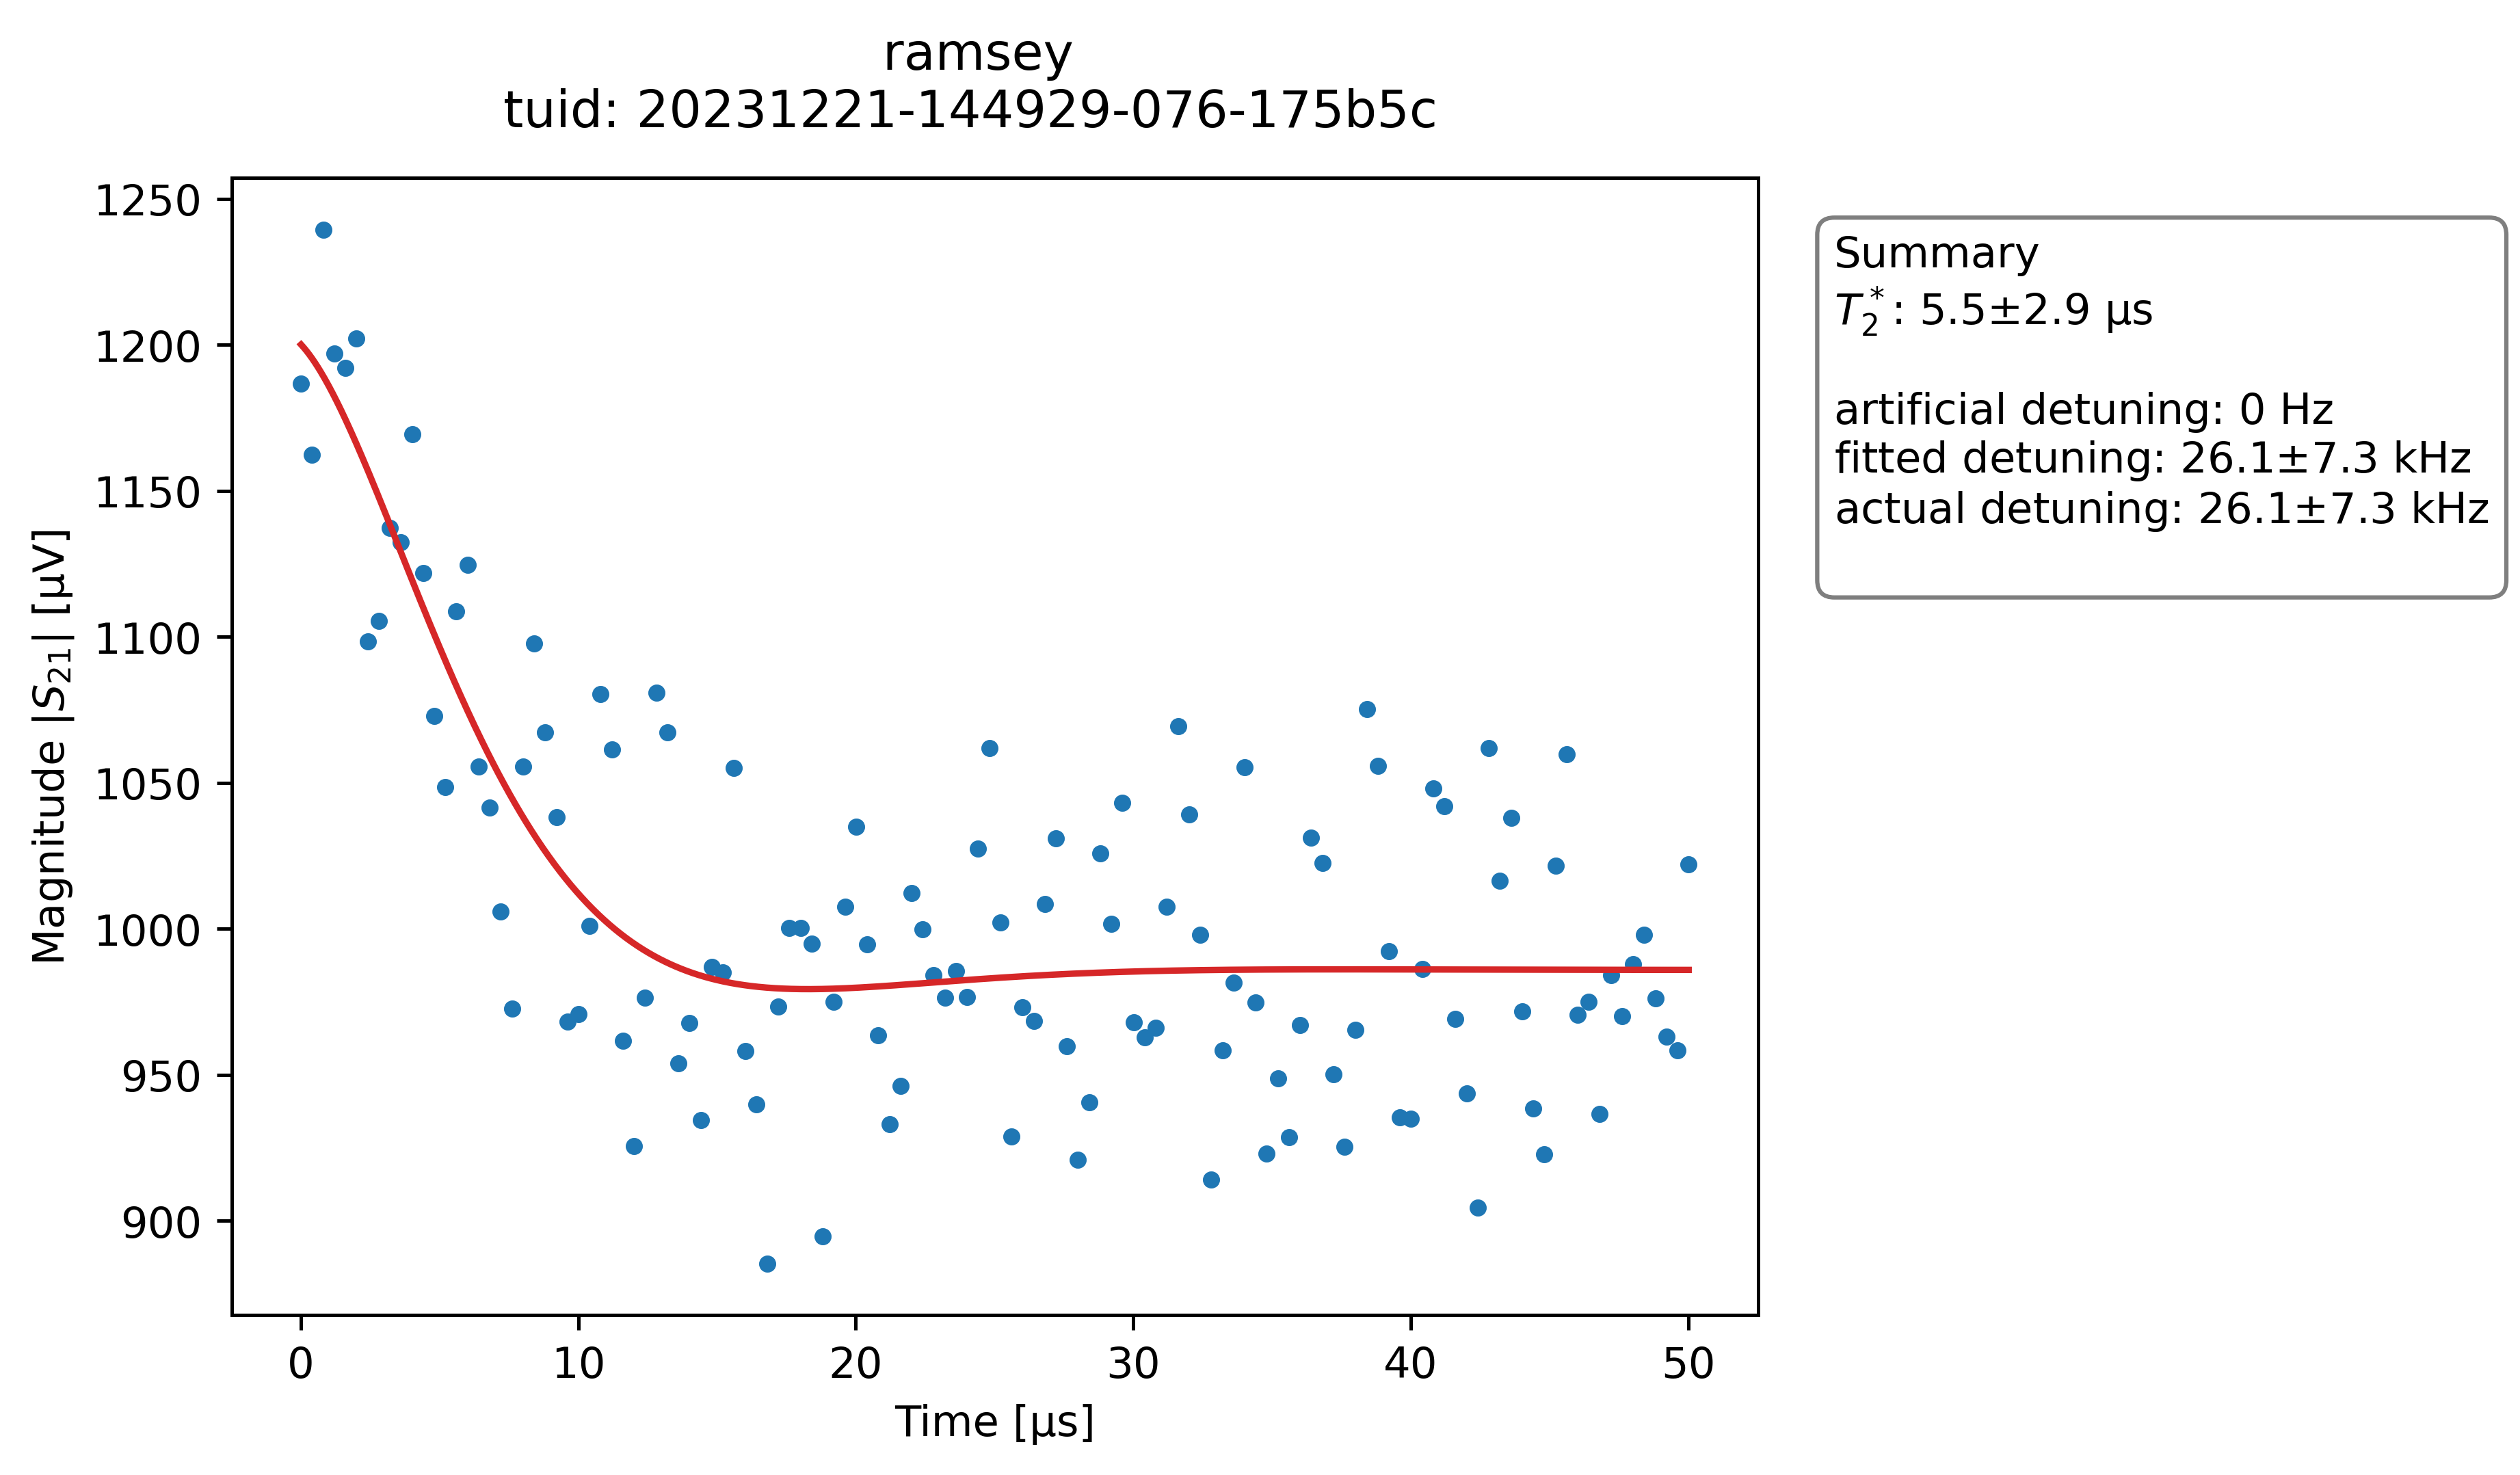 ramsey
tuid: 20231221-144929-076-175b5c
1250
1200
1150
1100
1050
1000
950
900
Magnitude |S₂₁| [µV]
0 10 20 30 40 50
Time [µs]
Summary
T₂*: 5.5±2.9 µs
artificial detuning: 0 Hz
fitted detuning: 26.1±7.3 kHz
actual detuning: 26.1±7.3 kHz